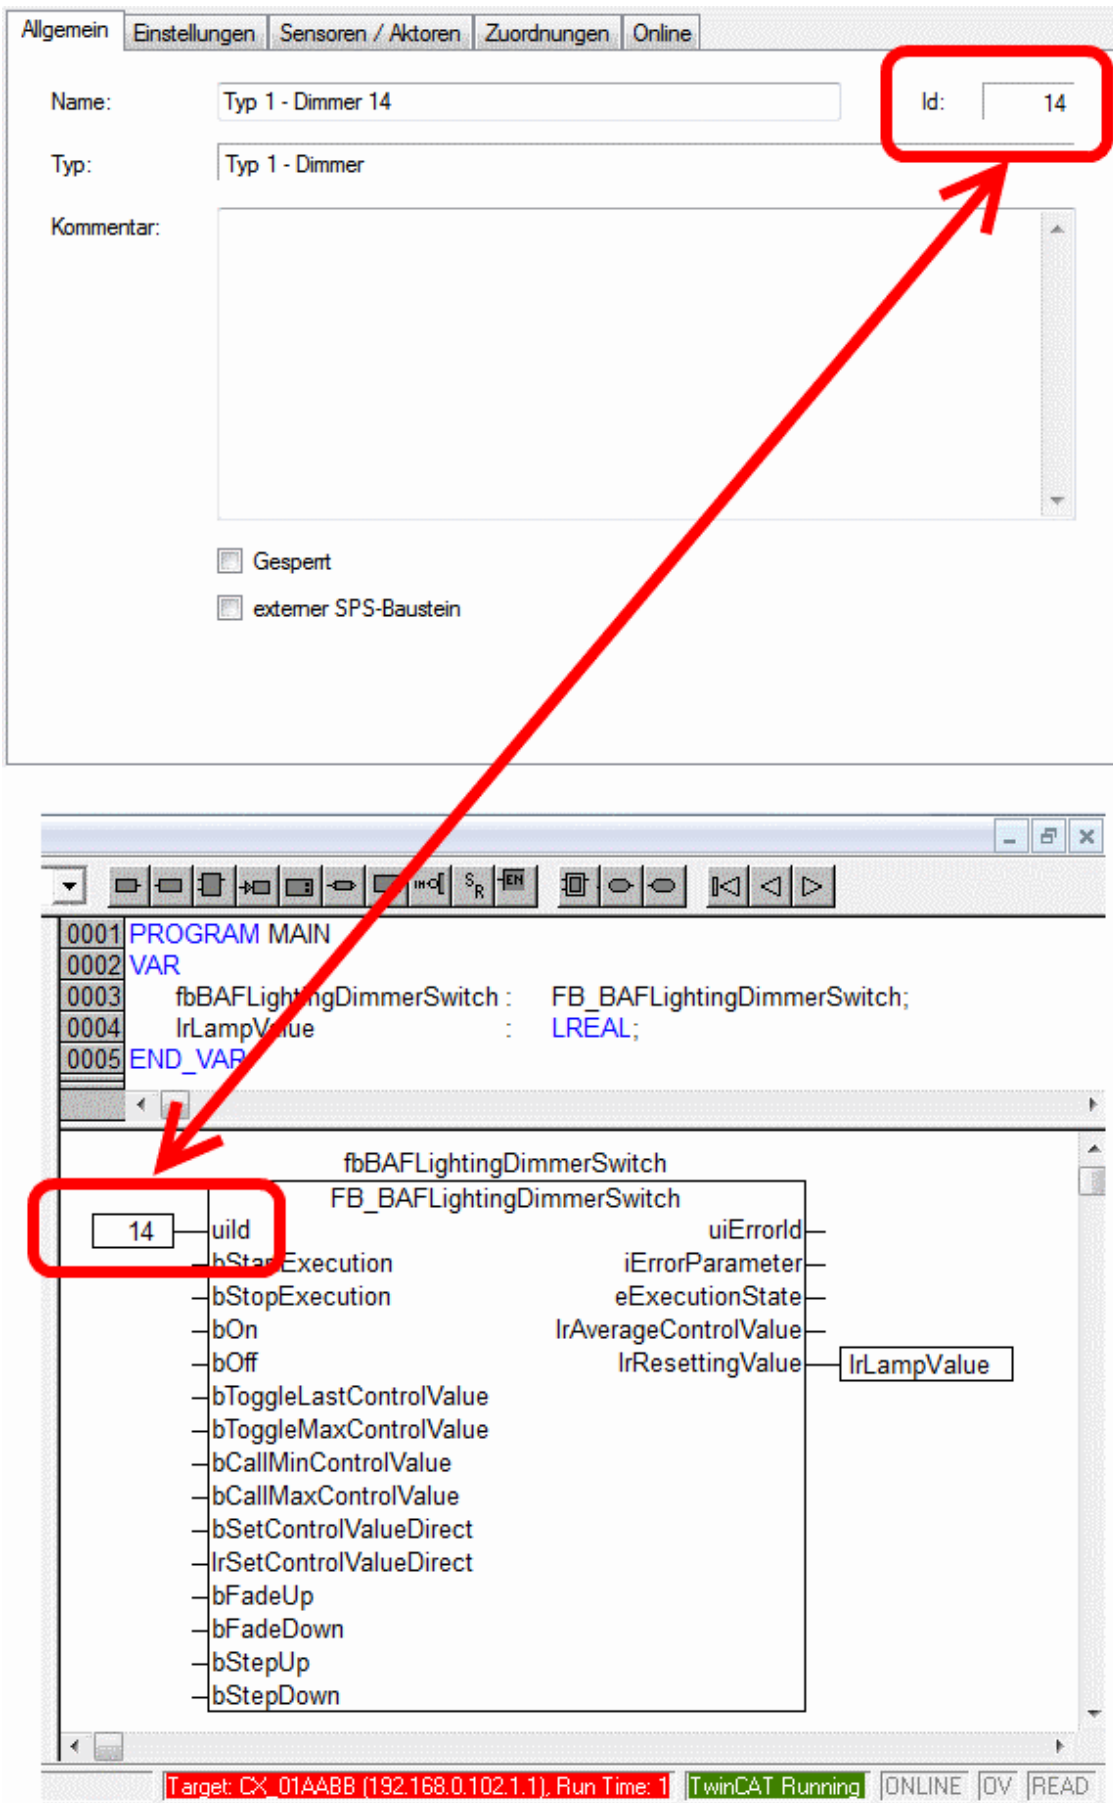 Allgemein Einstellungen Sensoren / Aktoren Zuordnungen Online
Name: Typ 1 - Dimmer 14 Id: 14
Typ: Typ 1 - Dimmer
Kommentar:
Gesperrt
externer SPS-Baustein
S R EN
0001 PROGRAM MAIN
0002 VAR
0003 fbBAFLightingDimmerSwitch : FB_BAFLightingDimmerSwitch;
0004 lrLampValue : LREAL;
0005 END_VAR
fbBAFLightingDimmerSwitch
FB_BAFLightingDimmerSwitch
14 uiId uiErrorId
bStartExecution iErrorParameter
bStopExecution eExecutionState
bOn lrAverageControlValue
bOff lrResettingValue lrLampValue
bToggleLastControlValue
bToggleMaxControlValue
bCallMinControlValue
bCallMaxControlValue
bSetControlValueDirect
lrSetControlValueDirect
bFadeUp
bFadeDown
bStepUp
bStepDown
Target: CX_01AABB (192.168.0.102.1.1), Run Time: 1 TwinCAT Running ONLINE OV READ